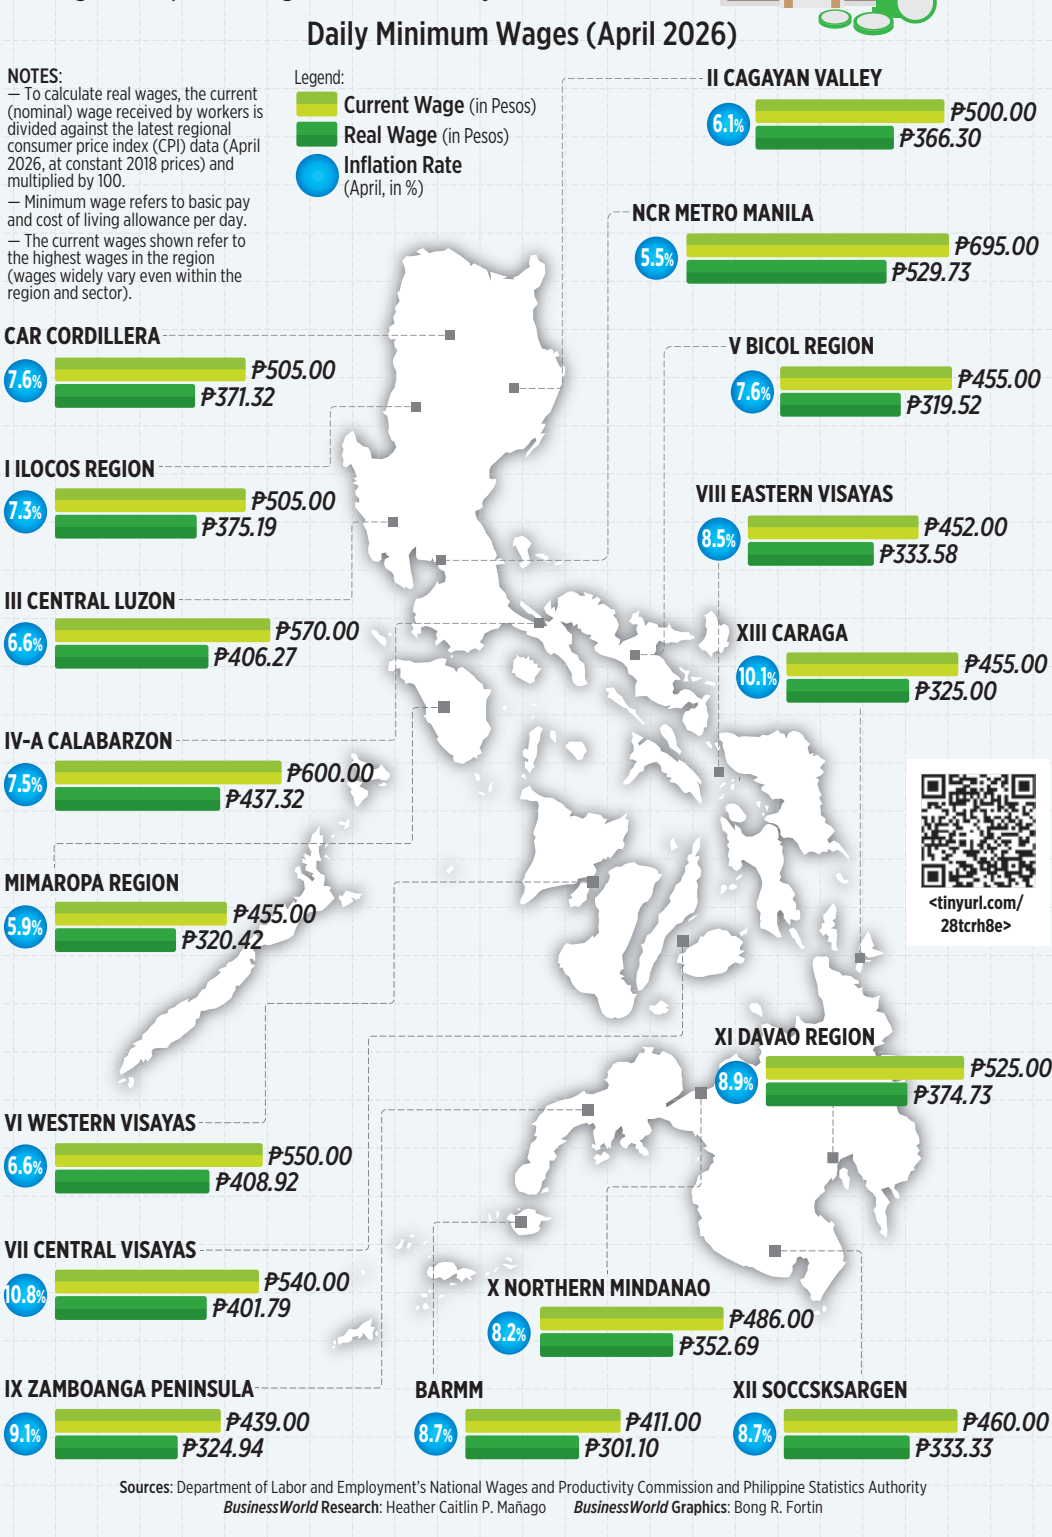 Daily Minimum Wages (April 2026)
NOTES:
— To calculate real wages, the current
(nominal) wage received by workers is
divided against the latest regional
consumer price index (CPI) data (April
2026, at constant 2018 prices) and
multiplied by 100.
— Minimum wage refers to basic pay
and cost of living allowance per day.
— The current wages shown refer to
the highest wages in the region
(wages widely vary even within the
region and sector).
Legend:
Current Wage (in Pesos)
Real Wage (in Pesos)
Inflation Rate
(April, in %)
II CAGAYAN VALLEY
6.1%
₱500.00
₱366.30
NCR METRO MANILA
5.5%
₱695.00
₱529.73
CAR CORDILLERA
7.6%
₱505.00
₱371.32
V BICOL REGION
7.6%
₱455.00
₱319.52
I ILOCOS REGION
7.3%
₱505.00
₱375.19
VIII EASTERN VISAYAS
8.5%
₱452.00
₱333.58
III CENTRAL LUZON
6.6%
₱570.00
₱406.27
XIII CARAGA
10.1%
₱455.00
₱325.00
IV-A CALABARZON
7.5%
₱600.00
₱437.32
<tinyurl.com/
28tcrh8e>
MIMAROPA REGION
5.9%
₱455.00
₱320.42
XI DAVAO REGION
8.9%
₱525.00
₱374.73
VI WESTERN VISAYAS
6.6%
₱550.00
₱408.92
VII CENTRAL VISAYAS
10.8%
₱540.00
₱401.79
X NORTHERN MINDANAO
8.2%
₱486.00
₱352.69
IX ZAMBOANGA PENINSULA
9.1%
₱439.00
₱324.94
BARMM
8.7%
₱411.00
₱301.10
XII SOCCSKSARGEN
8.7%
₱460.00
₱333.33
Sources: Department of Labor and Employment's National Wages and Productivity Commission and Philippine Statistics Authority
BusinessWorld Research: Heather Caitlin P. Mañago BusinessWorld Graphics: Bong R. Fortin